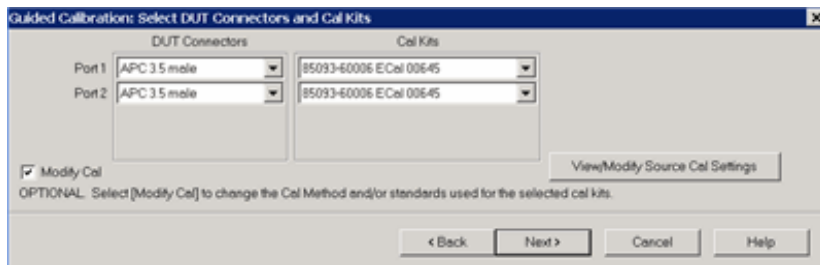 Guided Calibration: Select DUT Connectors and Cal Kits
DUT Connectors Cal Kits
Port 1 APC 3.5 male 85093-60006 ECal 00645
Port 2 APC 3.5 male 85093-60006 ECal 00645
Modify Cal
View/Modify Source Cal Settings
OPTIONAL. Select [Modify Cal] to change the Cal Method and/or standards used for the selected cal kits.
< Back Next > Cancel Help